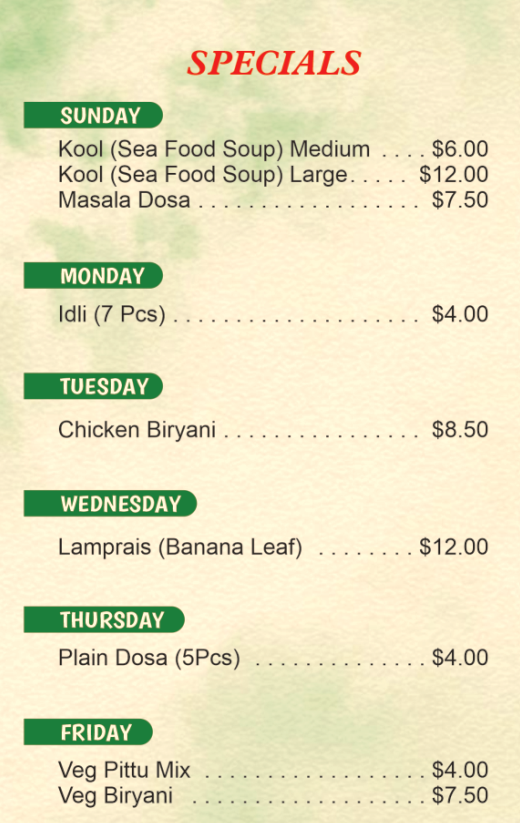 SPECIALS
SUNDAY
Kool (Sea Food Soup) Medium .... $6.00
Kool (Sea Food Soup) Large..... $12.00
Masala Dosa .................. $7.50
MONDAY
Idli (7 Pcs) .................... $4.00
TUESDAY
Chicken Biryani ................ $8.50
WEDNESDAY
Lamprais (Banana Leaf) ........ $12.00
THURSDAY
Plain Dosa (5Pcs) .............. $4.00
FRIDAY
Veg Pittu Mix .................. $4.00
Veg Biryani ................... $7.50